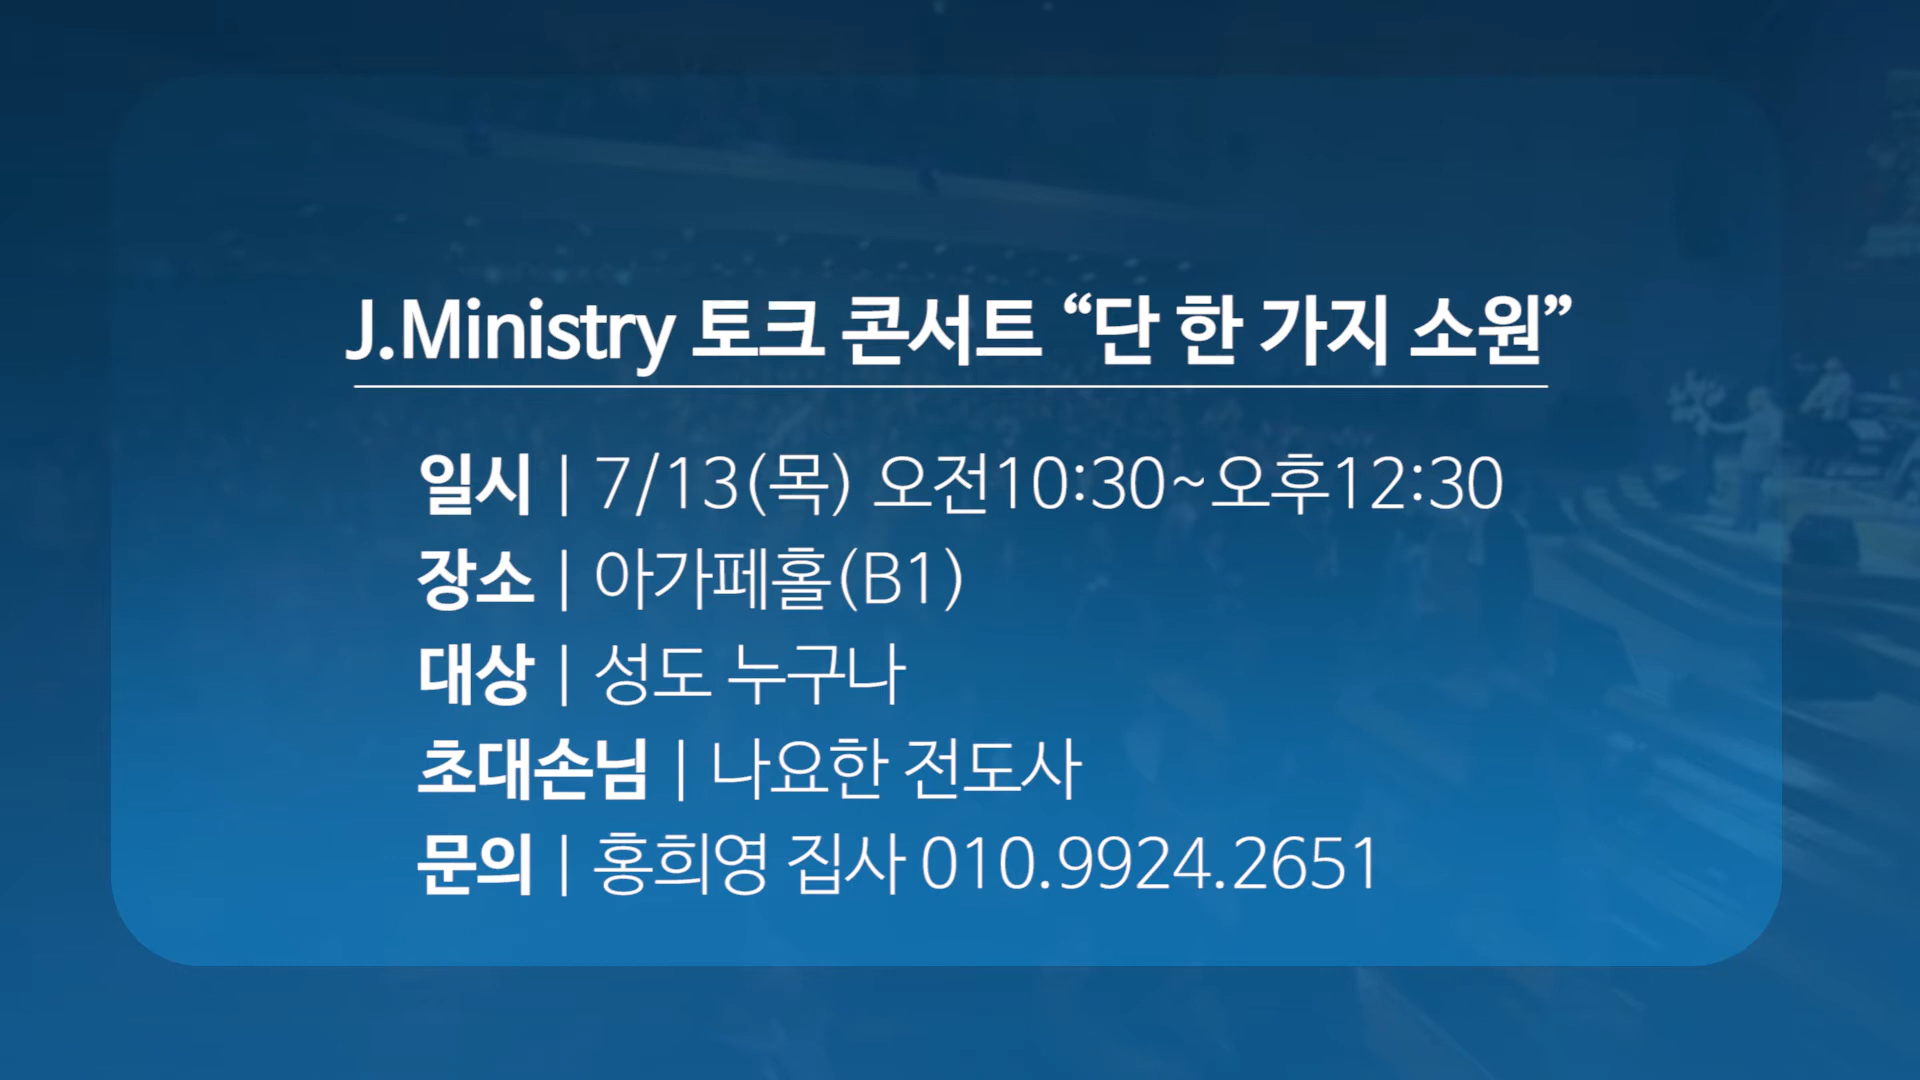 J.Ministry 토크 콘서트 “단 한 가지 소원”
일시 | 7/13(목) 오전10:30~오후12:30
장소 | 아가페홀(B1)
대상 | 성도 누구나
초대손님 | 나요한 전도사
문의 | 홍희영 집사 010.9924.2651